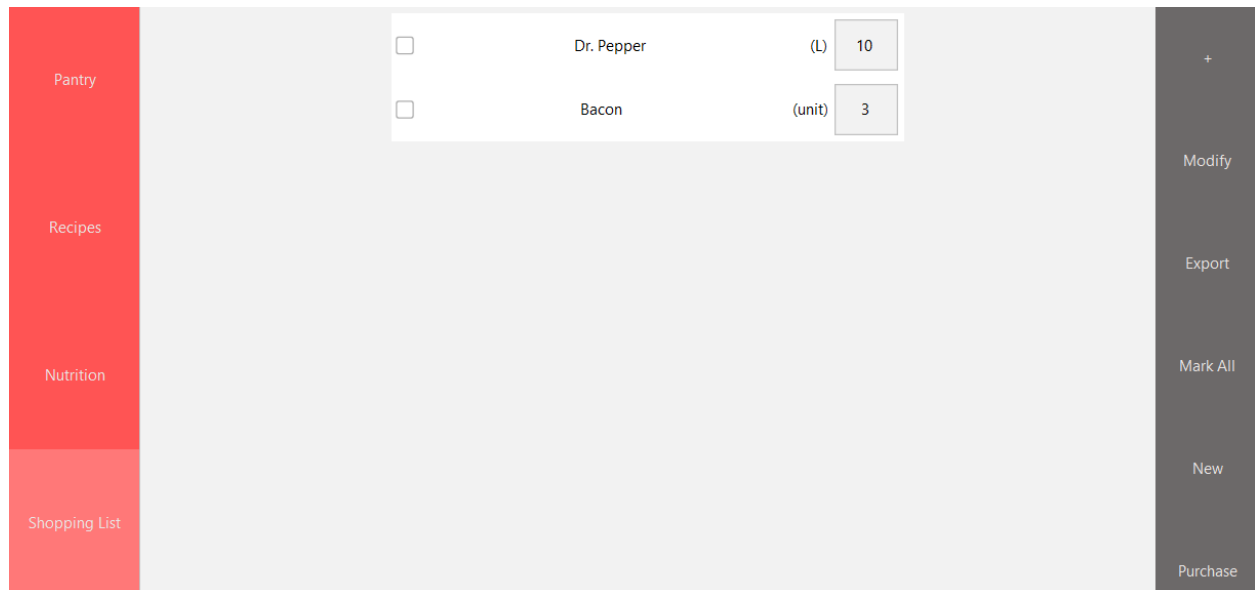 Pantry
Recipes
Nutrition
Shopping List
Dr. Pepper (L) 10
Bacon (unit) 3
+
Modify
Export
Mark All
New
Purchase